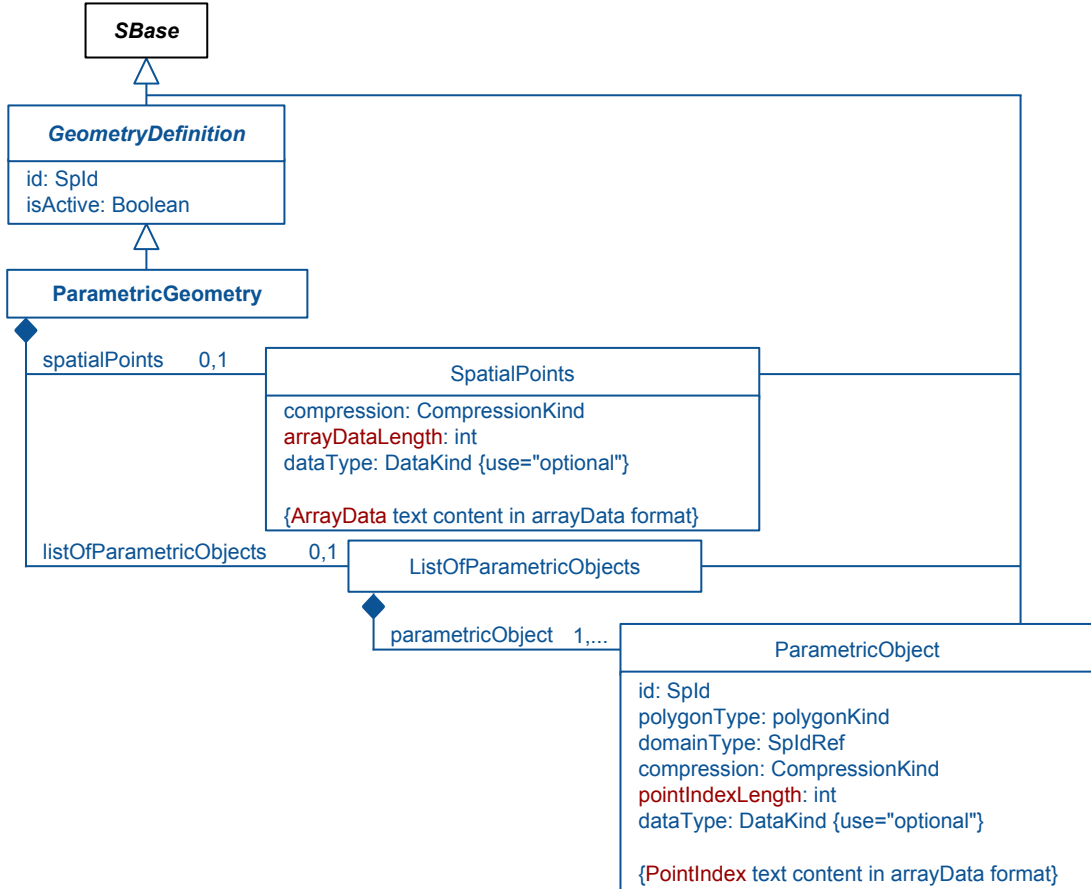 SBase
GeometryDefinition
id: SpId
isActive: Boolean
ParametricGeometry
spatialPoints 0,1
SpatialPoints
compression: CompressionKind
arrayDataLength: int
dataType: DataKind {use="optional"}
{ArrayData text content in arrayData format}
listOfParametricObjects 0,1
ListOfParametricObjects
parametricObject 1,...
ParametricObject
id: SpId
polygonType: polygonKind
domainType: SpIdRef
compression: CompressionKind
pointIndexLength: int
dataType: DataKind {use="optional"}
{PointIndex text content in arrayData format}